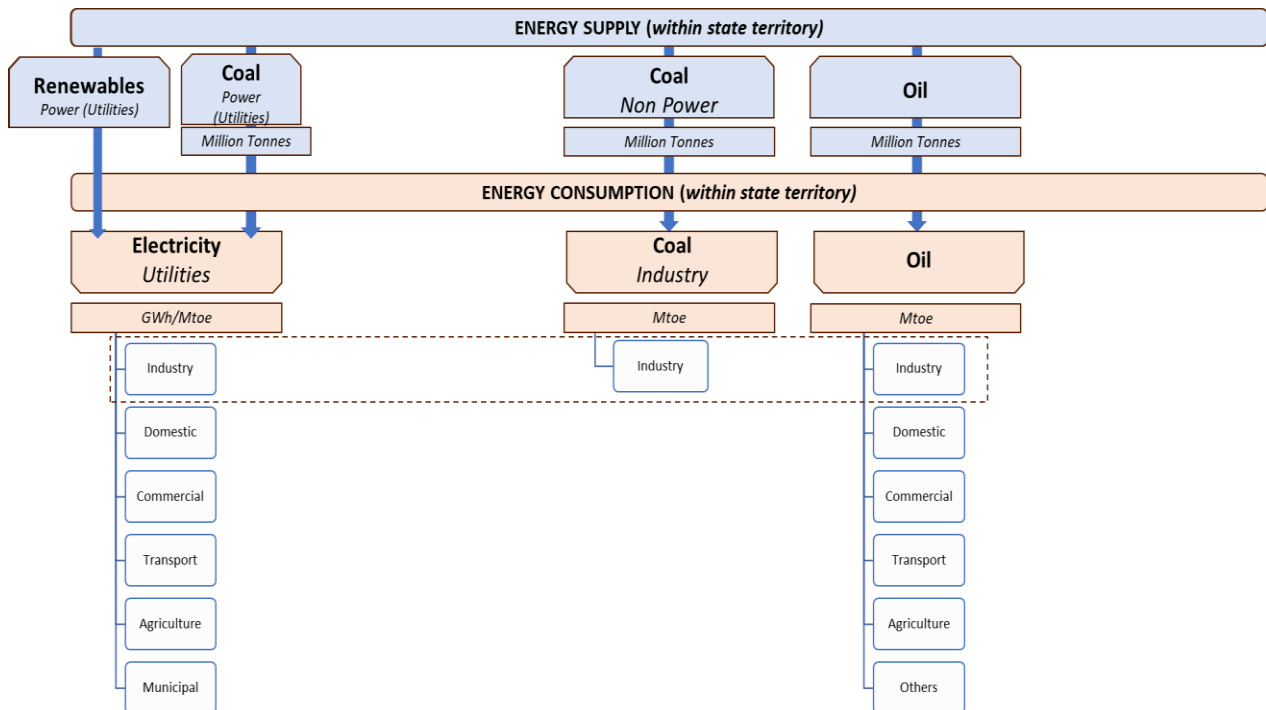 ENERGY SUPPLY (within state territory)
Renewables
Power (Utilities)
Coal
Power
(Utilities)
Million Tonnes
Coal
Non Power
Million Tonnes
Oil
Million Tonnes
ENERGY CONSUMPTION (within state territory)
Electricity
Utilities
GWh/Mtoe
Industry
Domestic
Commercial
Transport
Agriculture
Municipal
Coal
Industry
Mtoe
Industry
Oil
Mtoe
Industry
Domestic
Commercial
Transport
Agriculture
Others